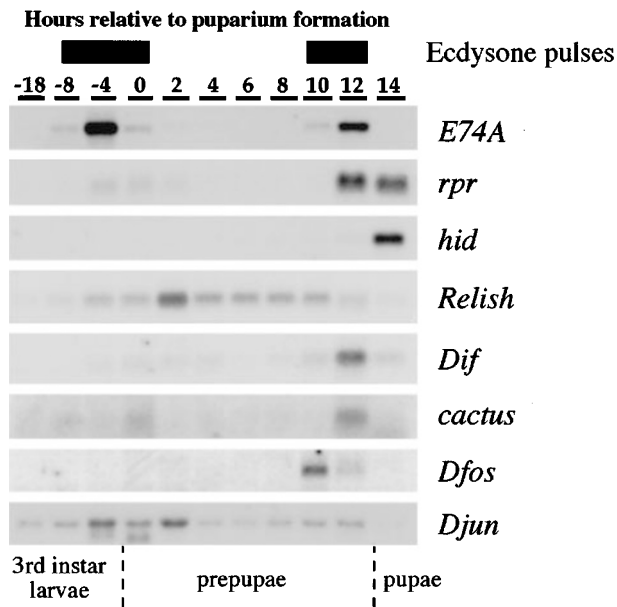 Hours relative to puparium formation
Ecdysone pulses
-18 -8 -4 0 2 4 6 8 10 12 14
E74A
rpr
hid
Relish
Dif
cactus
Dfos
Djun
3rd instar larvae
prepupae
pupae